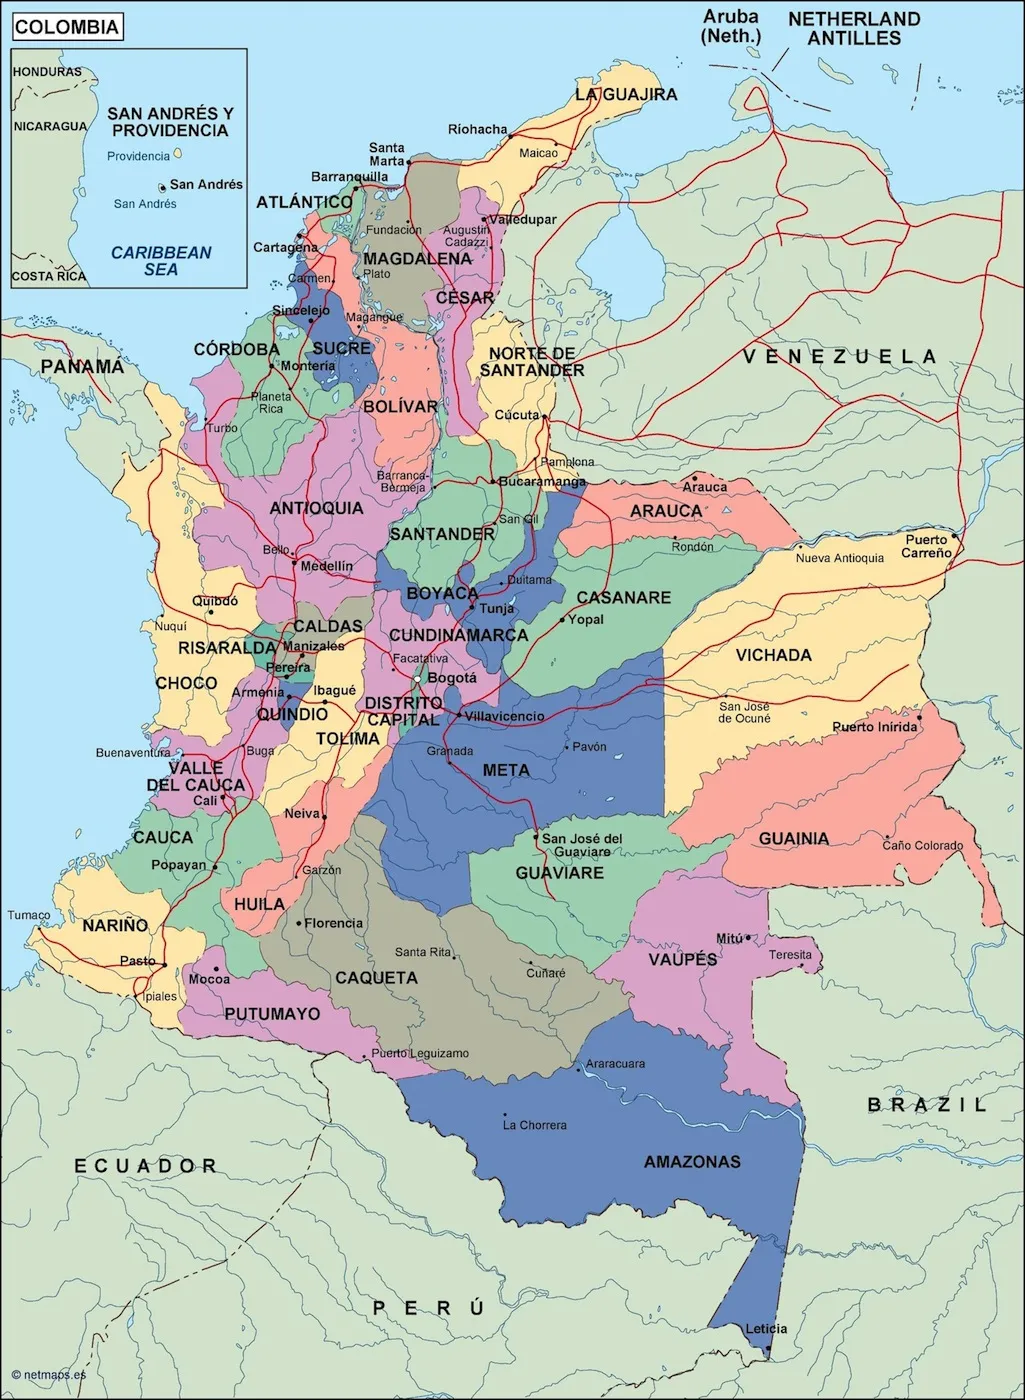 COLOMBIA
Aruba
(Neth.)
NETHERLAND
ANTILLES
HONDURAS
NICARAGUA
SAN ANDRÉS Y
PROVIDENCIA
Providencia
San Andrés
San Andrés
CARIBBEAN
SEA
COSTA RICA
LA GUAJIRA
Ríohacha
Maicao
Santa
Marta
Barranquilla
ATLÁNTICO
Valledupar
Fundación
Augustin
Cadazzi
Cartagena
MAGDALENA
Carmen
Plato
CESAR
Sincelejo
Magangue
CÓRDOBA
SUCRE
NORTE DE
SANTANDER
VENEZUELA
PANAMÁ
Montería
Planeta
Rica
BOLÍVAR
Cúcuta
Turbo
Pamplona
Barranca-
Bermeja
Bucaramanga
Arauca
ANTIOQUIA
ARAUCA
San Gil
SANTANDER
Puerto
Carreño
Rondón
Nueva Antioquia
Bello
Medellín
Duitama
BOYACA
CASANARE
Quibdó
Tunja
Yopal
Nuquí
CALDAS
CUNDINAMARCA
RISARALDA
Manizales
VICHADA
Facatativa
Pereira
Bogotá
CHOCO
Armenia
Ibagué
DISTRITO
CAPITAL
San José
de Ocuné
QUINDIO
Villavicencio
Puerto Inirida
TOLIMA
Buenaventura
Buga
Granada
Pavón
VALLE
DEL CAUCA
META
Cali
Neiva
CAUCA
San José del
Guaviare
GUAINIA
Caño Colorado
Popayan
Garzón
GUAVIARE
HUILA
Tumaco
NARIÑO
Florencia
Mitú
Santa Rita
VAUPÉS
Teresita
Pasto
Mocoa
CAQUETA
Cuñaré
Ipiales
PUTUMAYO
Puerto Leguizamo
Araracuara
BRAZIL
La Chorrera
ECUADOR
AMAZONAS
PERÚ
Leticia
© netmaps.es